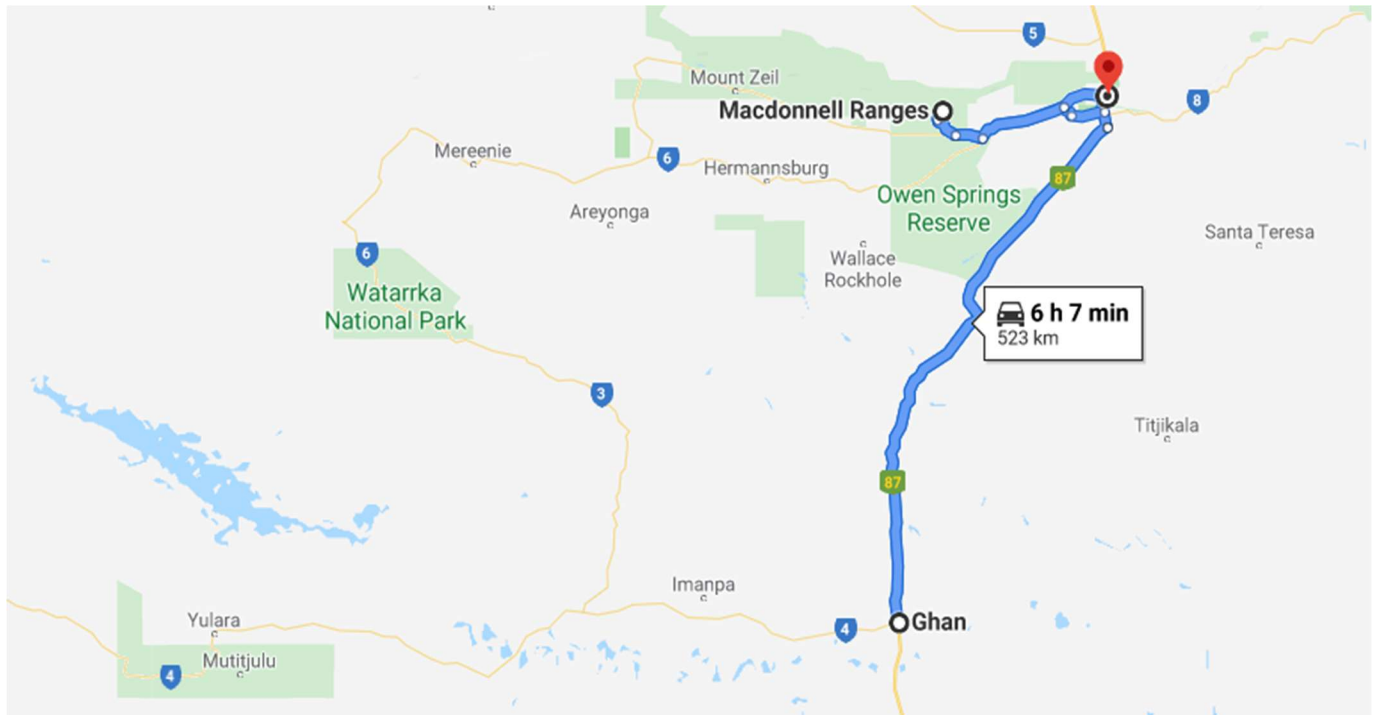 5
Mount Zeil
Macdonnell Ranges
8
Mereenie
6
Hermannsburg
87
Owen Springs
Reserve
Areyonga
Santa Teresa
6
Wallace
Rockhole
Watarrka
National Park
6 h 7 min
523 km
3
Titjikala
87
Imanpa
Yulara
Ghan
4
Mutitjulu
4